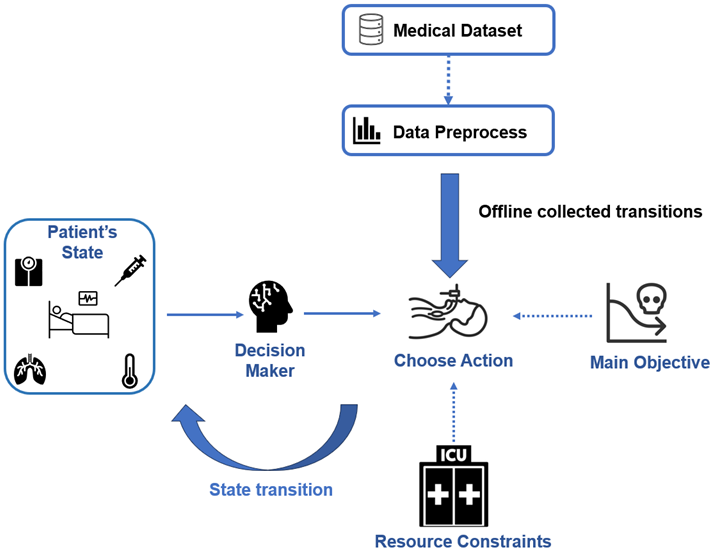 Medical Dataset
Data Preprocess
Offline collected transitions
Patient's
State
Decision
Maker
Choose Action
Main Objective
State transition
ICU
Resource Constraints